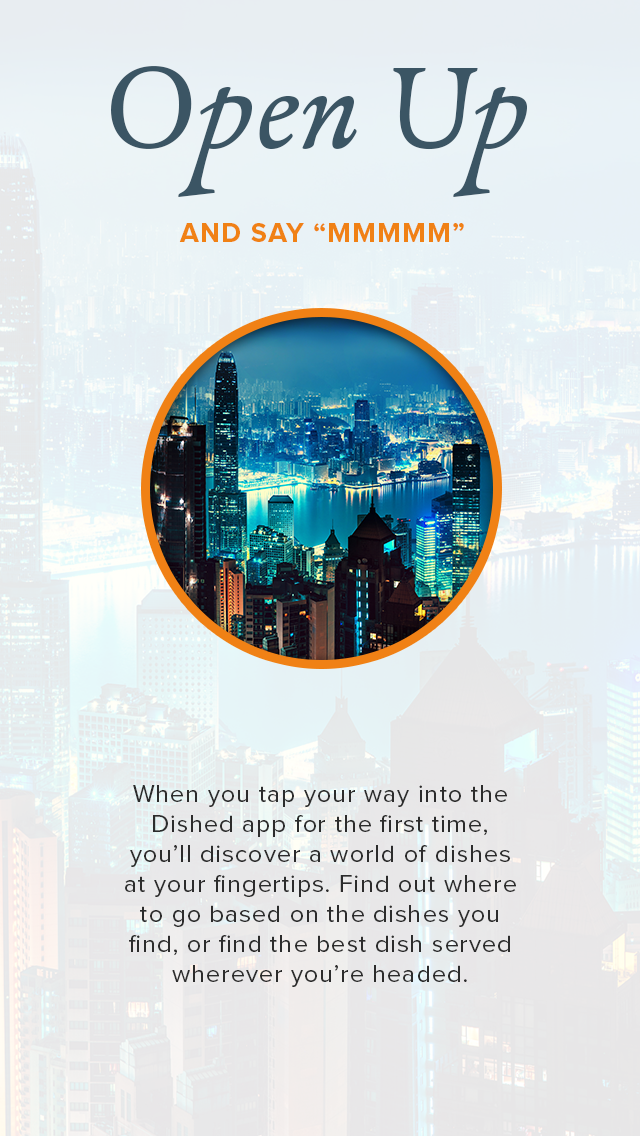 Open Up
AND SAY “MMMMM”
When you tap your way into the
Dished app for the first time,
you’ll discover a world of dishes
at your fingertips. Find out where
to go based on the dishes you
find, or find the best dish served
wherever you’re headed.